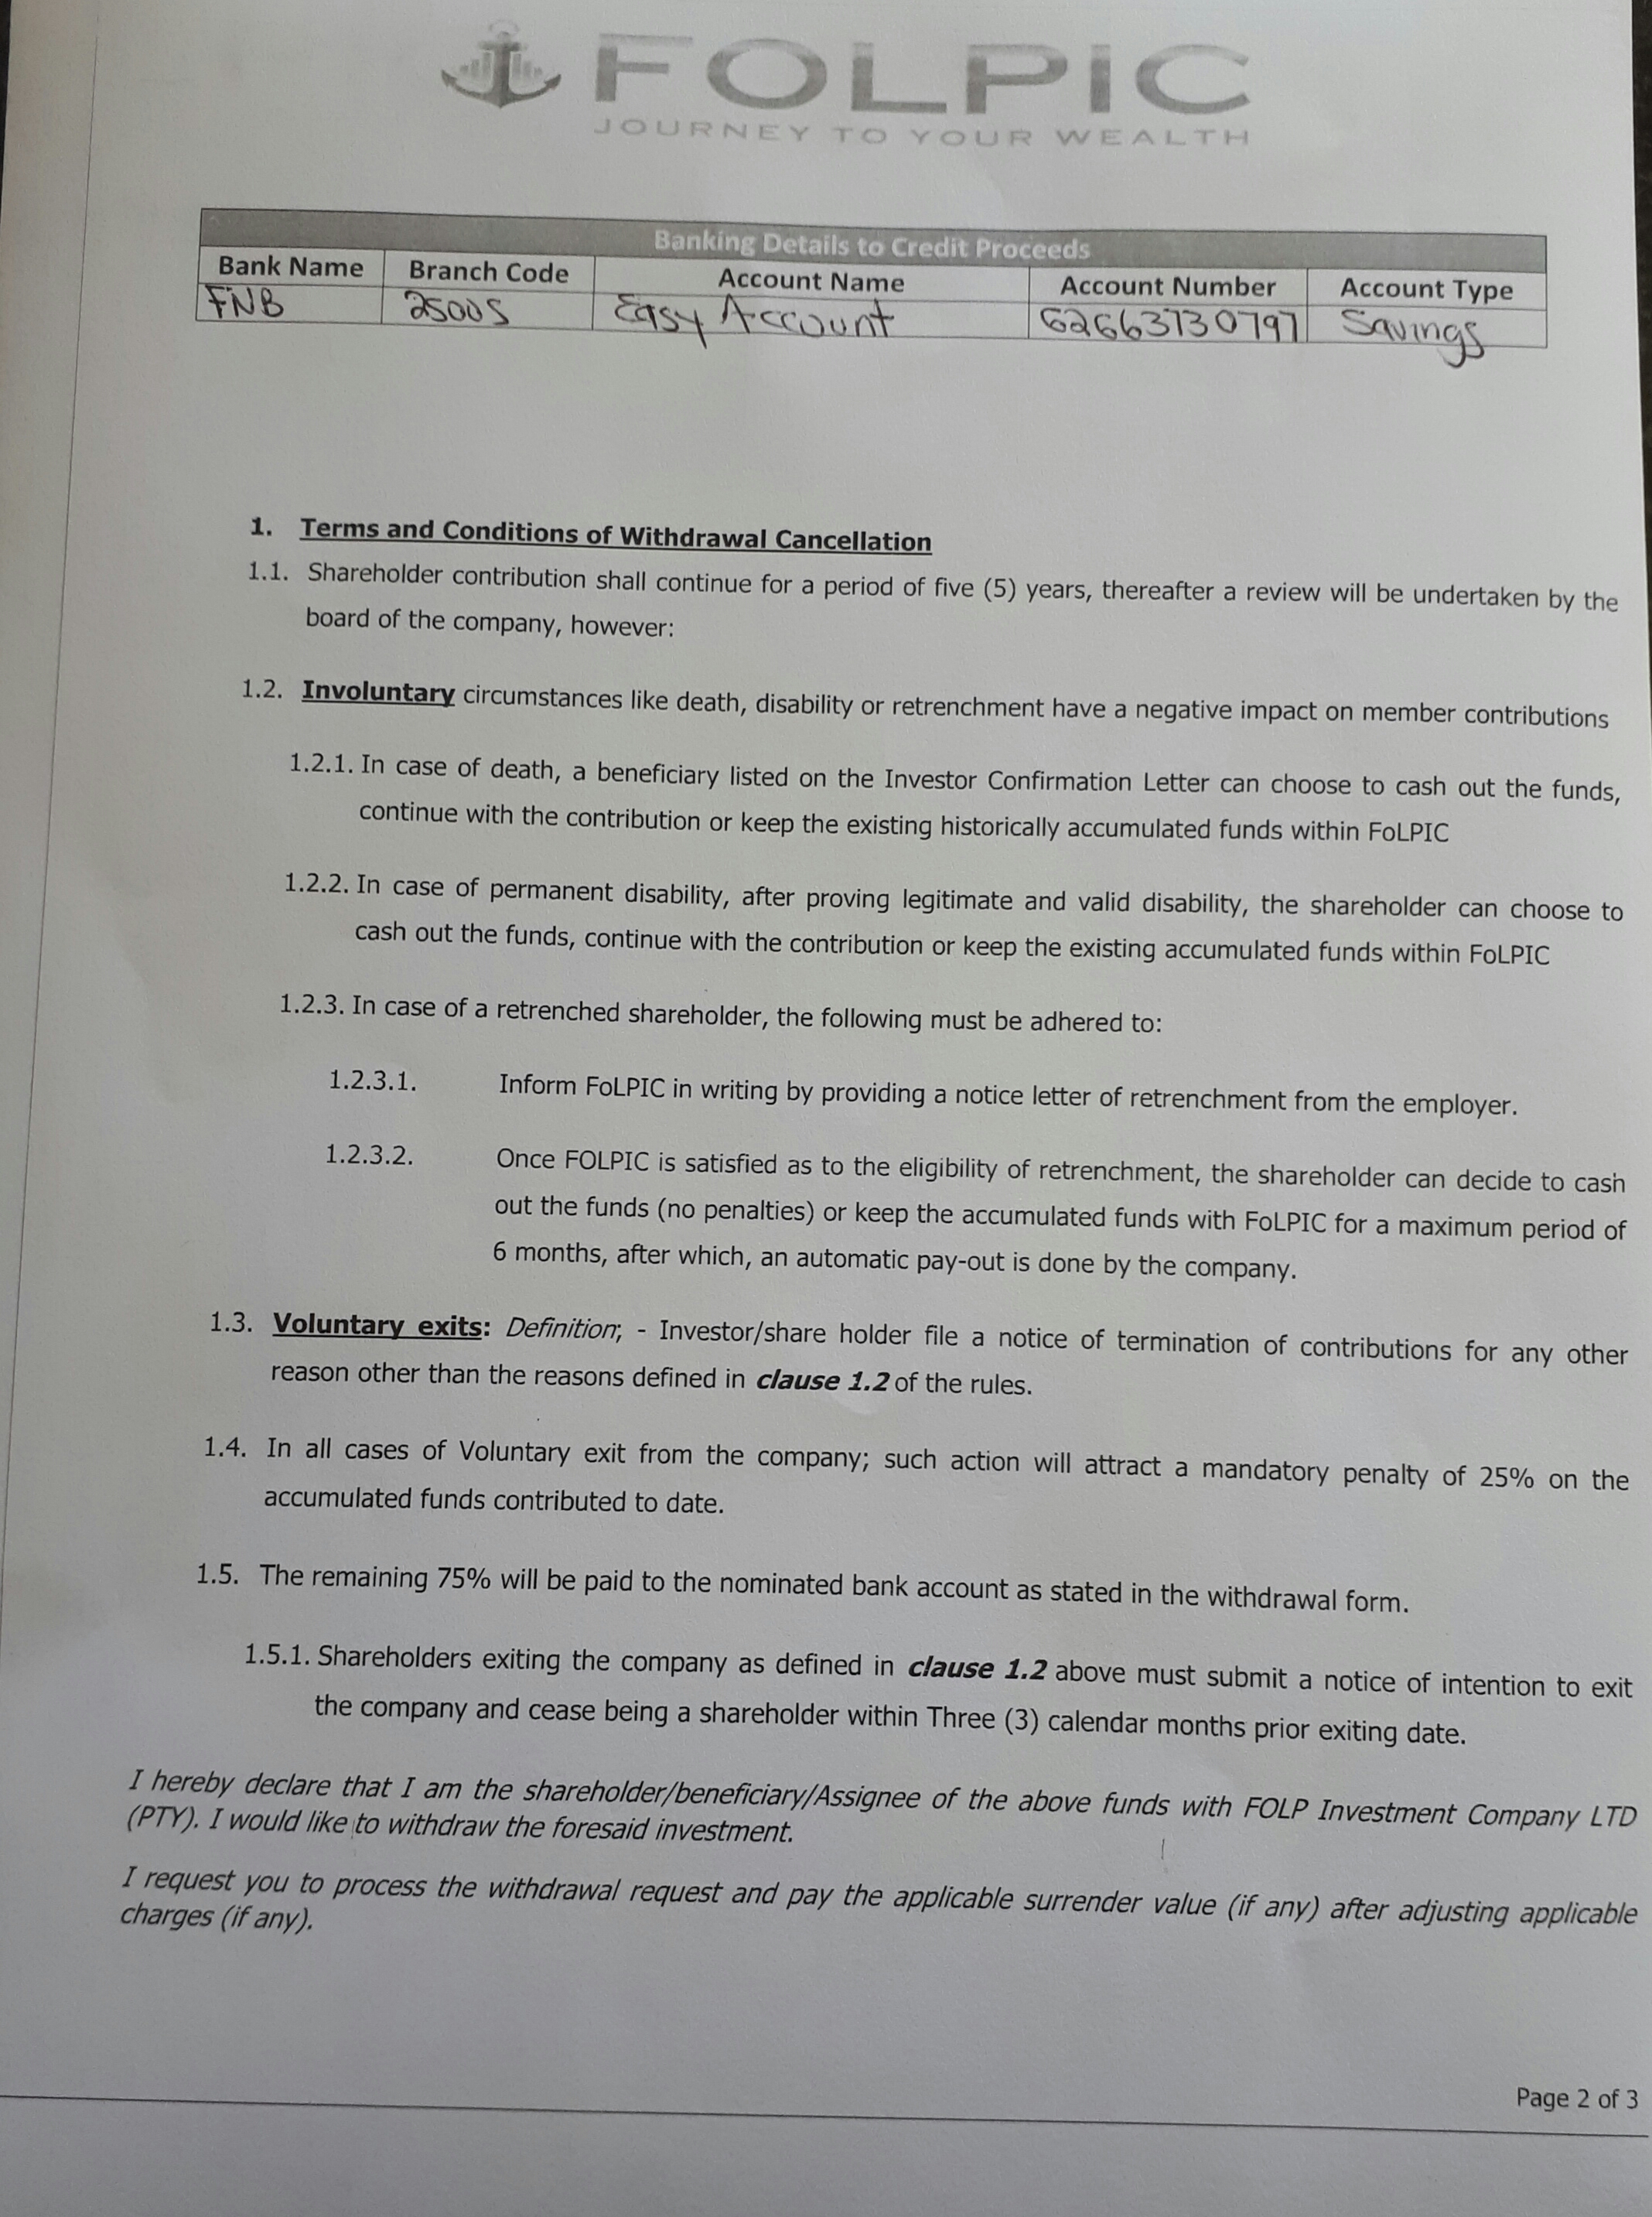 FOLPIC
JOURNEY TO YOUR WEALTH
Banking Details to Credit Proceeds
Bank Name Branch Code Account Name Account Number Account Type
FNB 25005 Easy Account 62663730797 Savings
1. Terms and Conditions of Withdrawal Cancellation
1.1. Shareholder contribution shall continue for a period of five (5) years, thereafter a review will be undertaken by the
board of the company, however:
1.2. Involuntary circumstances like death, disability or retrenchment have a negative impact on member contributions
1.2.1. In case of death, a beneficiary listed on the Investor Confirmation Letter can choose to cash out the funds,
continue with the contribution or keep the existing historically accumulated funds within FoLPIC
1.2.2. In case of permanent disability, after proving legitimate and valid disability, the shareholder can choose to
cash out the funds, continue with the contribution or keep the existing accumulated funds within FoLPIC
1.2.3. In case of a retrenched shareholder, the following must be adhered to:
1.2.3.1. Inform FoLPIC in writing by providing a notice letter of retrenchment from the employer.
1.2.3.2. Once FOLPIC is satisfied as to the eligibility of retrenchment, the shareholder can decide to cash
out the funds (no penalties) or keep the accumulated funds with FoLPIC for a maximum period of
6 months, after which, an automatic pay-out is done by the company.
1.3. Voluntary exits: Definition; - Investor/share holder file a notice of termination of contributions for any other
reason other than the reasons defined in clause 1.2 of the rules.
1.4. In all cases of Voluntary exit from the company; such action will attract a mandatory penalty of 25% on the
accumulated funds contributed to date.
1.5. The remaining 75% will be paid to the nominated bank account as stated in the withdrawal form.
1.5.1. Shareholders exiting the company as defined in clause 1.2 above must submit a notice of intention to exit
the company and cease being a shareholder within Three (3) calendar months prior exiting date.
I hereby declare that I am the shareholder/beneficiary/Assignee of the above funds with FOLP Investment Company LTD
(PTY). I would like to withdraw the foresaid investment.
I request you to process the withdrawal request and pay the applicable surrender value (if any) after adjusting applicable
charges (if any).
Page 2 of 3